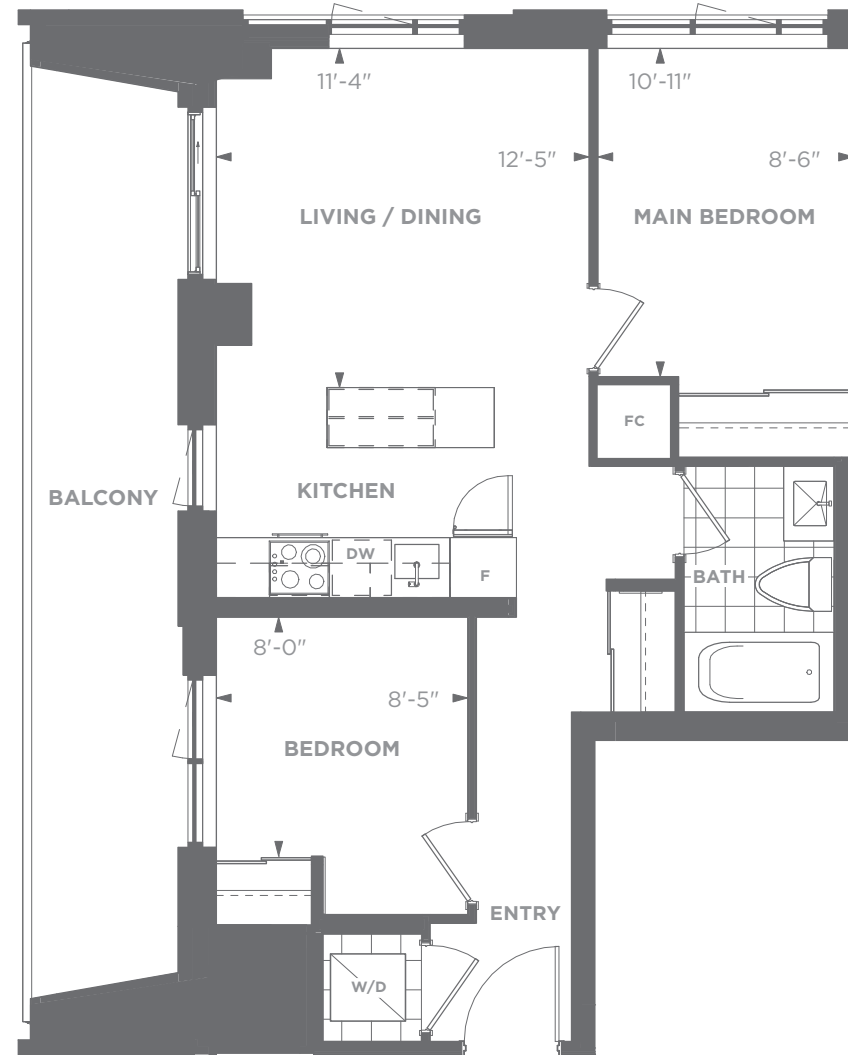 11'-4"
10'-11"
12'-5"
8'-6"
LIVING / DINING
MAIN BEDROOM
FC
KITCHEN
BALCONY
DW
F
BATH
8'-0"
8'-5"
BEDROOM
ENTRY
W/D